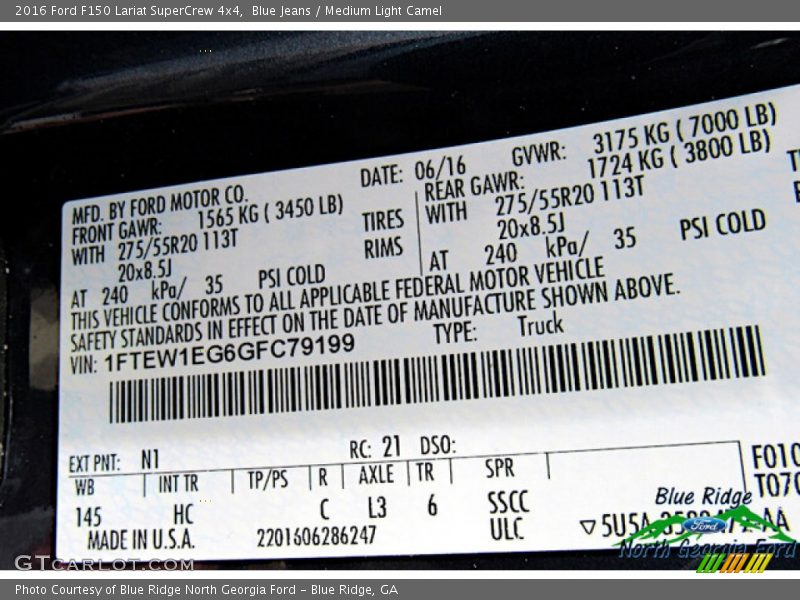 2016 Ford F150 Lariat SuperCrew 4x4, Blue Jeans / Medium Light Camel
MFD. BY FORD MOTOR CO. DATE: 06/16 GVWR: 3175 KG ( 7000 LB)
FRONT GAWR: 1565 KG ( 3450 LB) REAR GAWR: 1724 KG ( 3800 LB)
WITH 275/55R20 113T TIRES WITH 275/55R20 113T
20x8.5J RIMS 20x8.5J
AT 240 kPa/ 35 PSI COLD AT 240 kPa/ 35 PSI COLD
THIS VEHICLE CONFORMS TO ALL APPLICABLE FEDERAL MOTOR VEHICLE
SAFETY STANDARDS IN EFFECT ON THE DATE OF MANUFACTURE SHOWN ABOVE.
VIN: 1FTEW1EG6GFC79199 TYPE: Truck
EXT PNT: N1 RC: 21 DSO:
WB INT TR TP/PS R AXLE TR SPR
145 HC C L3 6 SSCC
ULC
MADE IN U.S.A. 2201606286247
F010
T070
Blue Ridge
Ford
North Georgia Ford
GTcarlot.com
Photo Courtesy of Blue Ridge North Georgia Ford - Blue Ridge, GA